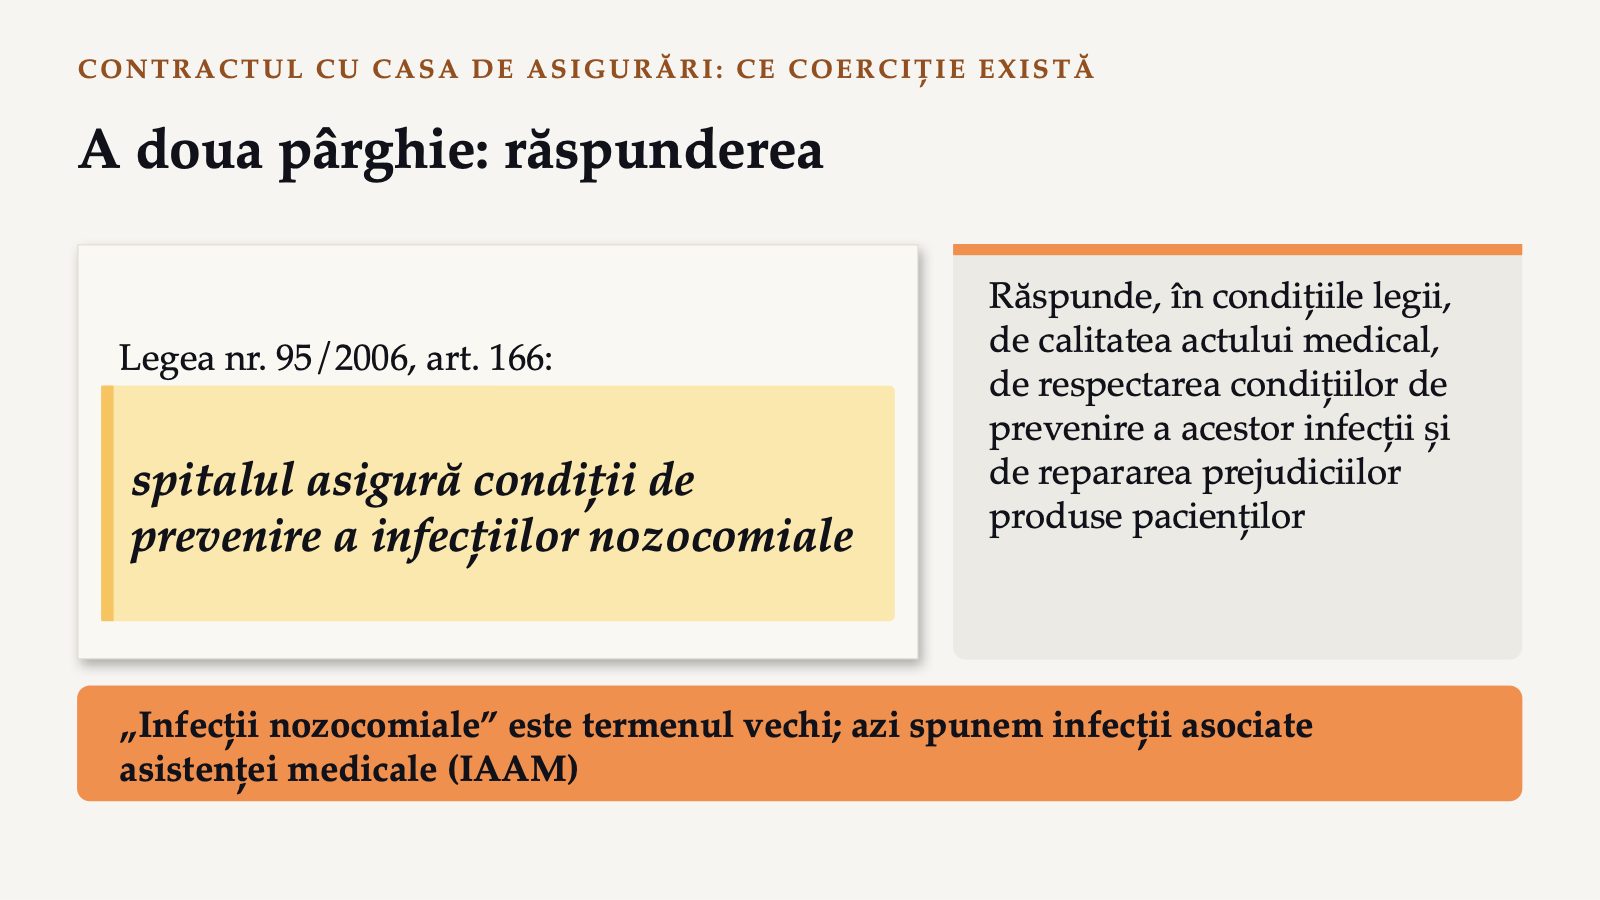 CONTRACTUL CU CASA DE ASIGURĂRI: CE COERCIȚIE EXISTĂ
A doua pârghie: răspunderea
Legea nr. 95/2006, art. 166:
spitalul asigură condiții de
prevenire a infecțiilor nozocomiale
Răspunde, în condițiile legii,
de calitatea actului medical,
de respectarea condițiilor de
prevenire a acestor infecții și
de repararea prejudiciilor
produse pacienților
„Infecții nozocomiale” este termenul vechi; azi spunem infecții asociate
asistenței medicale (IAAM)